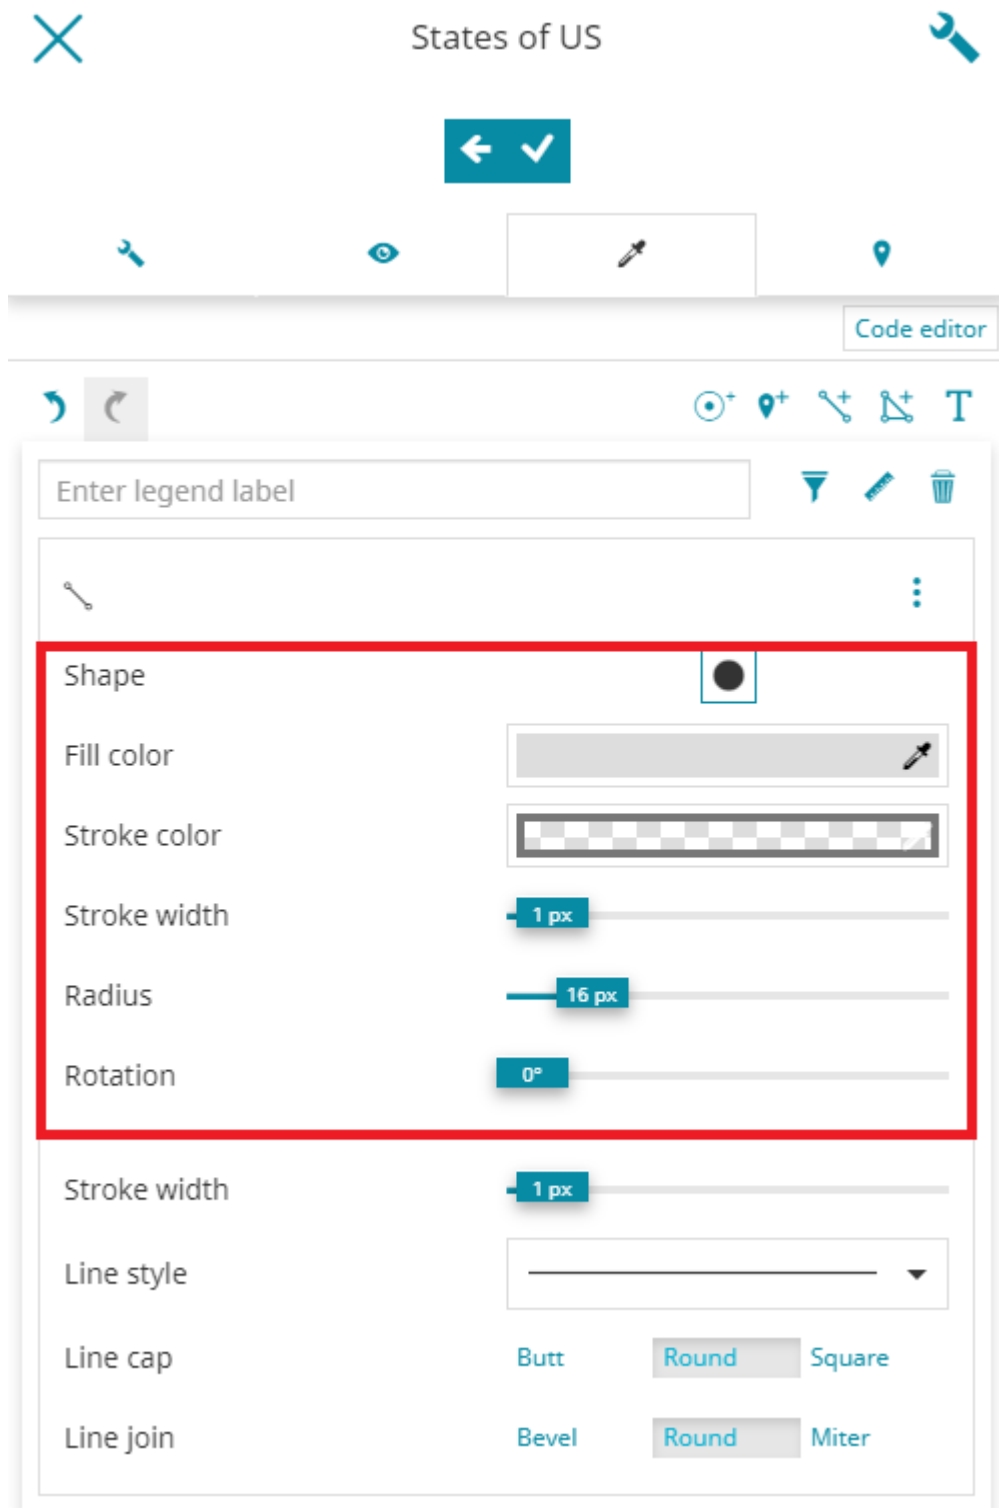 States of US
Code editor
T
Enter legend label
Shape
Fill color
Stroke color
Stroke width 1 px
Radius 16 px
Rotation 0°
Stroke width 1 px
Line style
Line cap Butt Round Square
Line join Bevel Round Miter